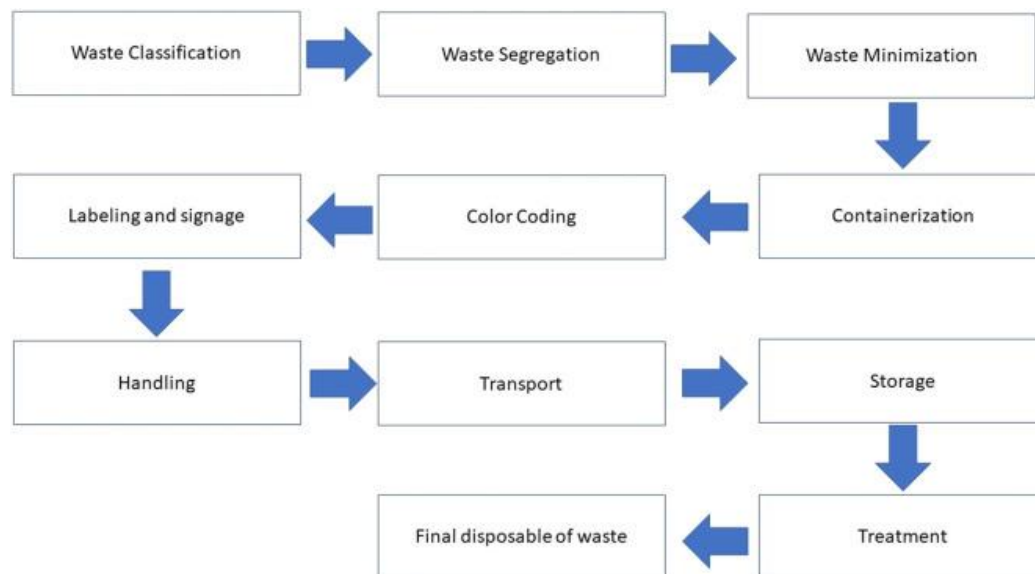 Waste Classification
Waste Segregation
Waste Minimization
Containerization
Color Coding
Labeling and signage
Handling
Transport
Storage
Treatment
Final disposable of waste